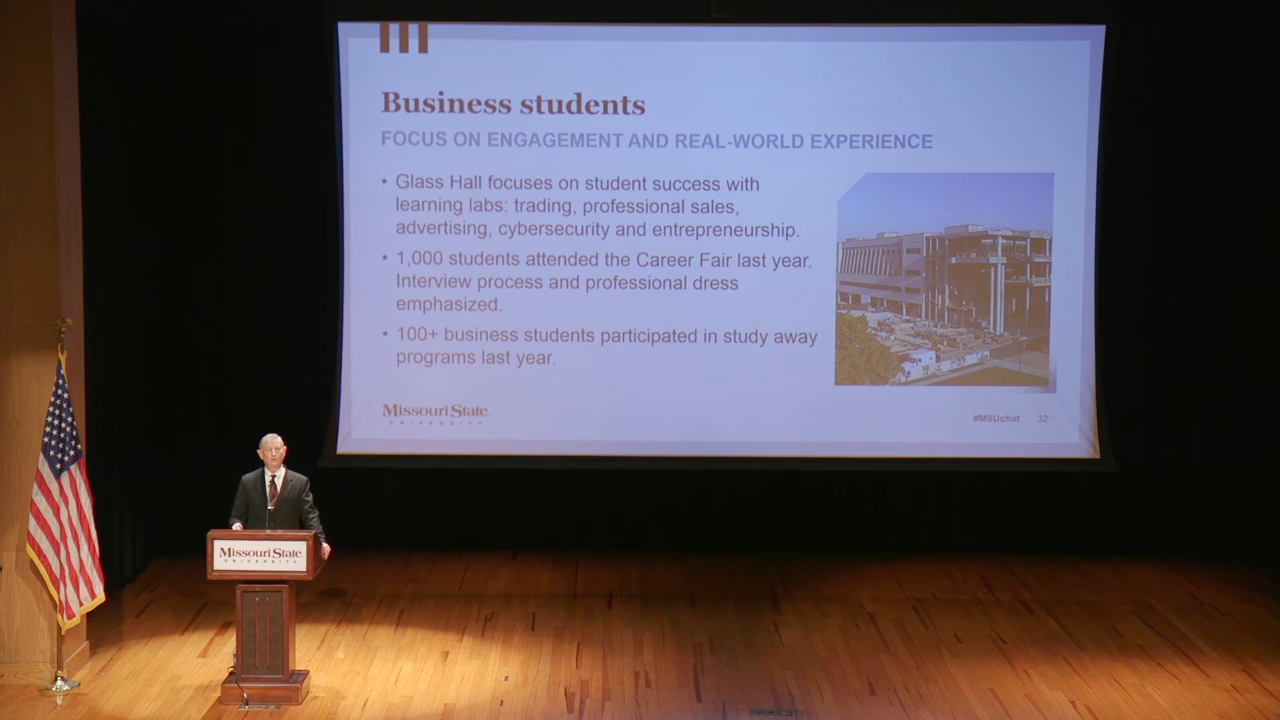 Business students
FOCUS ON ENGAGEMENT AND REAL-WORLD EXPERIENCE
• Glass Hall focuses on student success with
learning labs: trading, professional sales,
advertising, cybersecurity and entrepreneurship.
• 1,000 students attended the Career Fair last year.
Interview process and professional dress
emphasized.
• 100+ business students participated in study away
programs last year.
Missouri State
UNIVERSITY
#MSUchat 32
Missouri State
UNIVERSITY